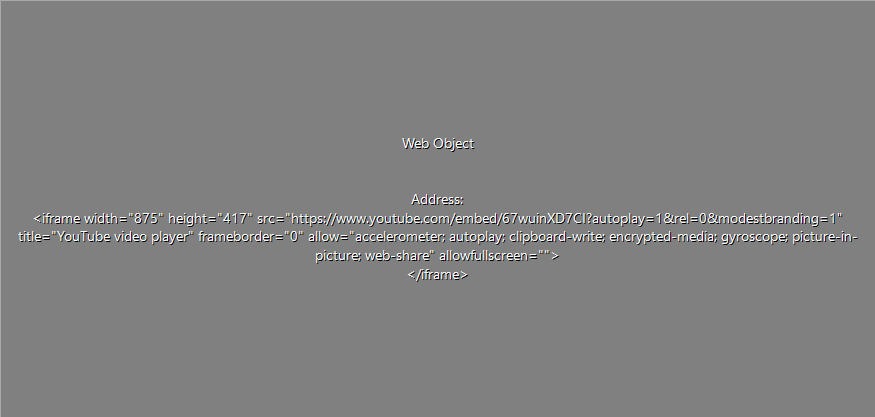 Web Object
Address:
<iframe width="875" height="417" src="https://www.youtube.com/embed/67wuinXD7CI?autoplay=1&rel=0&modestbranding=1"
title="YouTube video player" frameborder="0" allow="accelerometer; autoplay; clipboard-write; encrypted-media; gyroscope; picture-in-
picture; web-share" allowfullscreen="">
</iframe>